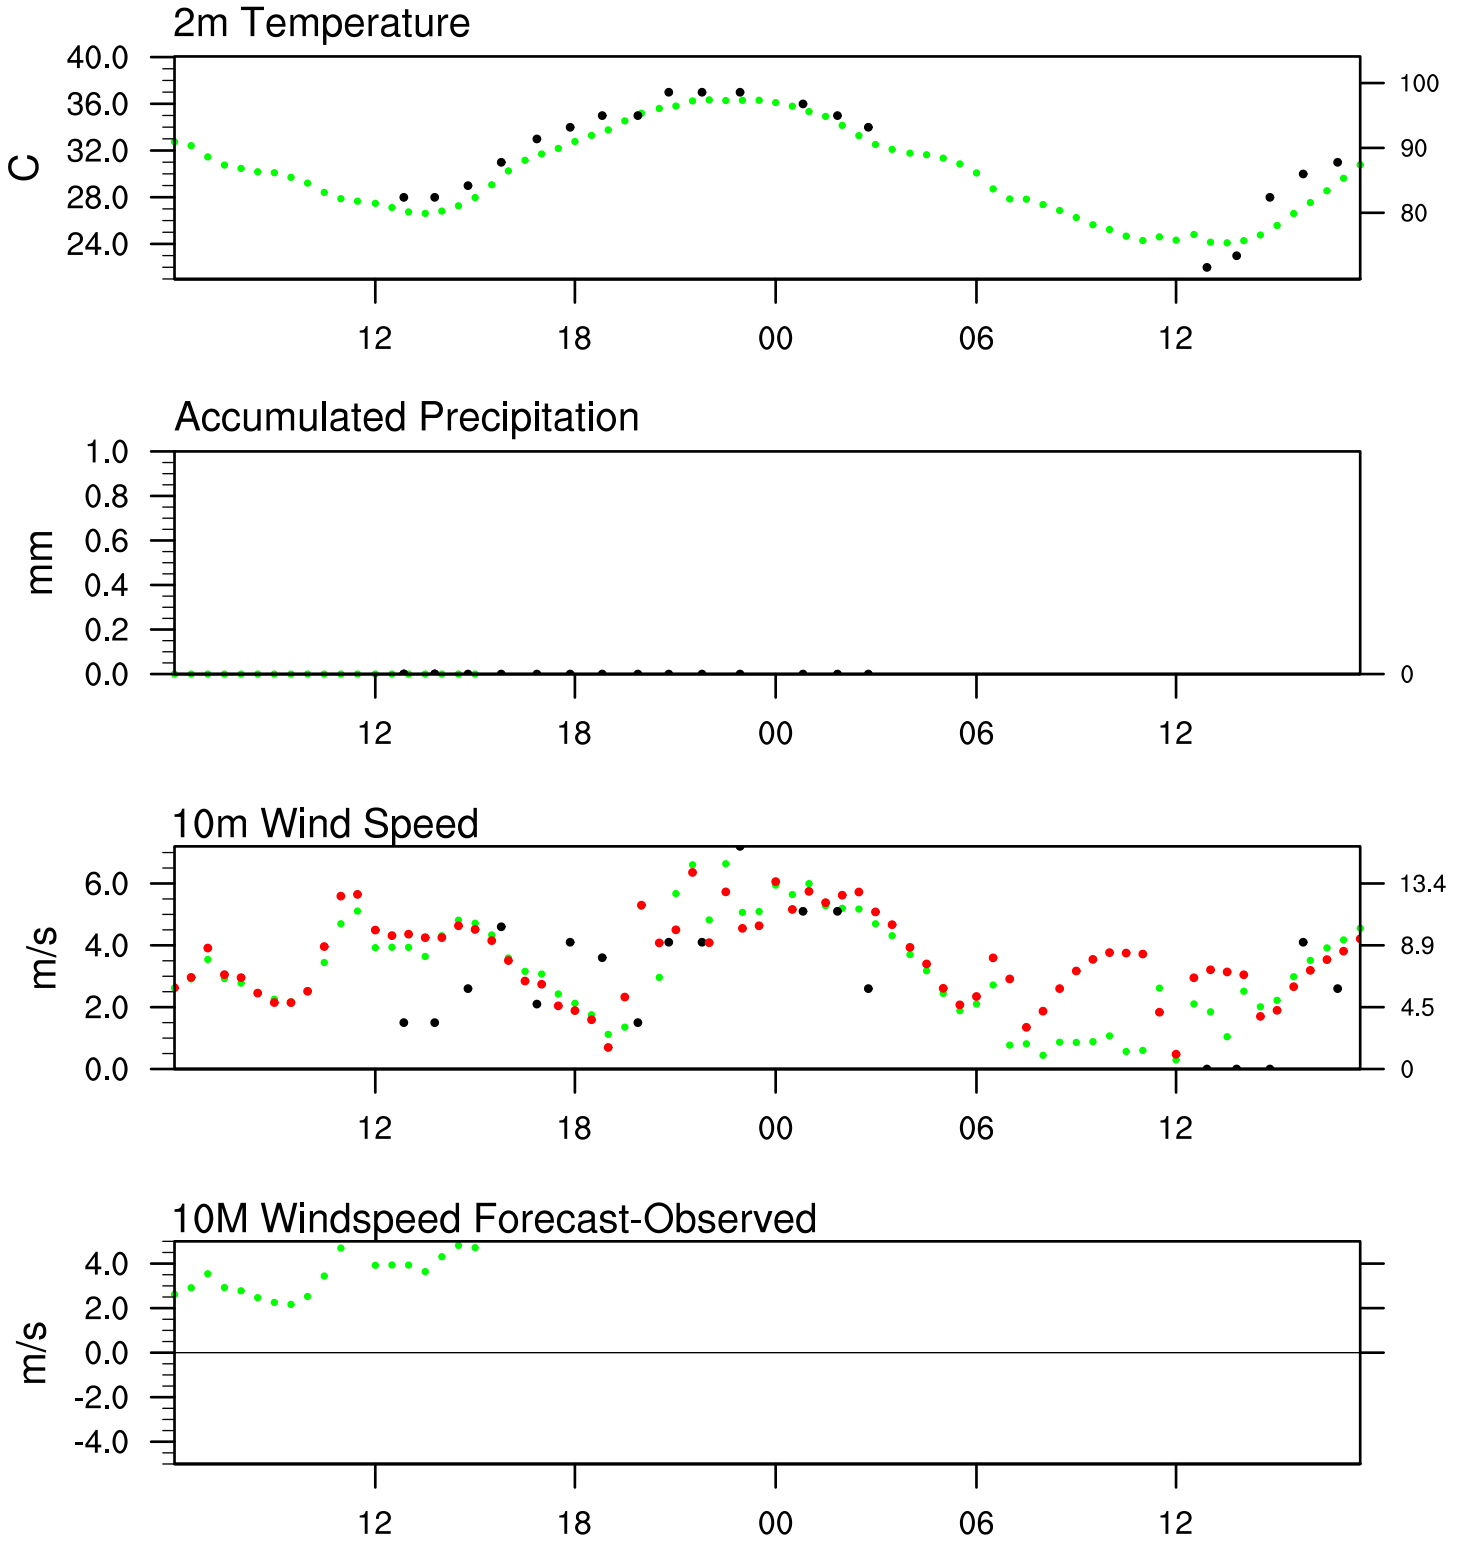 2m Temperature
40.0
36.0
32.0
28.0
24.0
C
100
90
80
12 18 00 06 12
Accumulated Precipitation
1.0
0.8
0.6
0.4
0.2
0.0
mm
0
12 18 00 06 12
10m Wind Speed
6.0
4.0
2.0
0.0
m/s
13.4
8.9
4.5
0
12 18 00 06 12
10M Windspeed Forecast-Observed
4.0
2.0
0.0
-2.0
-4.0
m/s
12 18 00 06 12